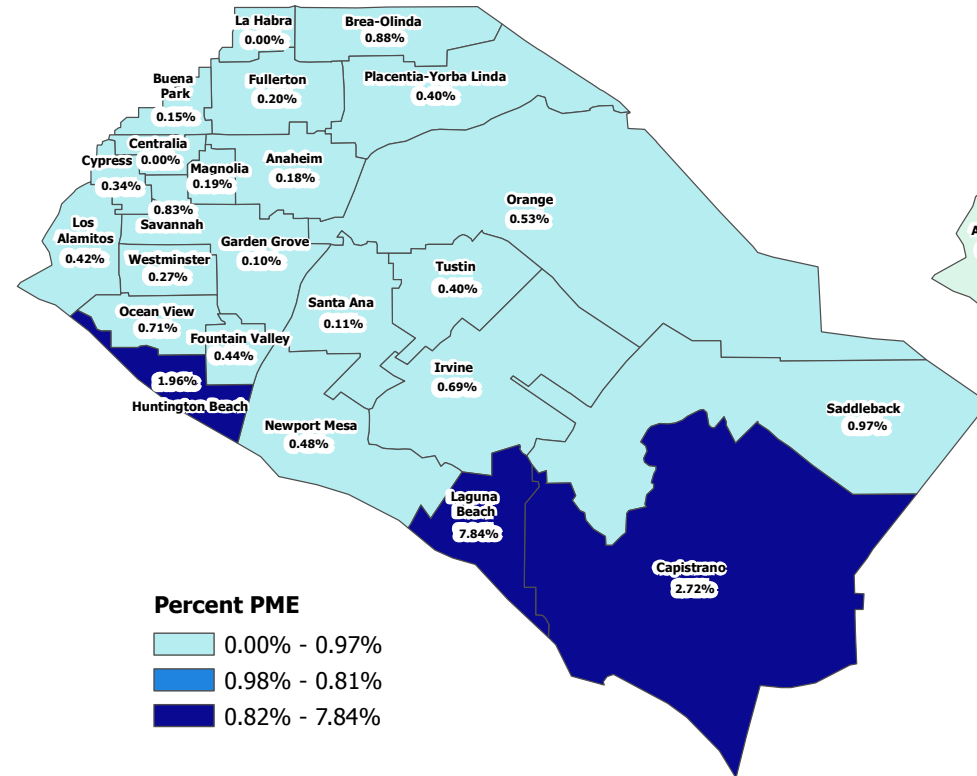 La Habra
0.00%
Brea-Olinda
0.88%
Buena
Park
0.15%
Fullerton
0.20%
Placentia-Yorba Linda
0.40%
Centralia
0.00%
Cypress
0.34%
Magnolia
0.19%
Anaheim
0.18%
0.83%
Savannah
Orange
0.53%
Los
Alamitos
0.42%
Garden Grove
0.10%
Westminster
0.27%
Tustin
0.40%
Santa Ana
0.11%
Ocean View
0.71%
Fountain Valley
0.44%
Irvine
0.69%
1.96%
Huntington Beach
Newport Mesa
0.48%
Saddleback
0.97%
Laguna
Beach
7.84%
Capistrano
2.72%
A
Percent PME
0.00% - 0.97%
0.98% - 0.81%
0.82% - 7.84%